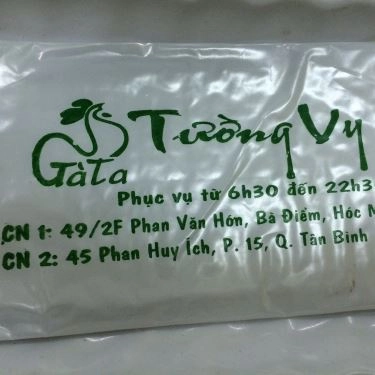 Gà Ta Tường Vy
Phục vụ từ 6h30 đến 22h3
CN 1: 49/2F Phan Văn Hớn, Bà Điểm, Hóc
CN 2: 45 Phan Huy Ích, P. 15, Q. Tân Bình